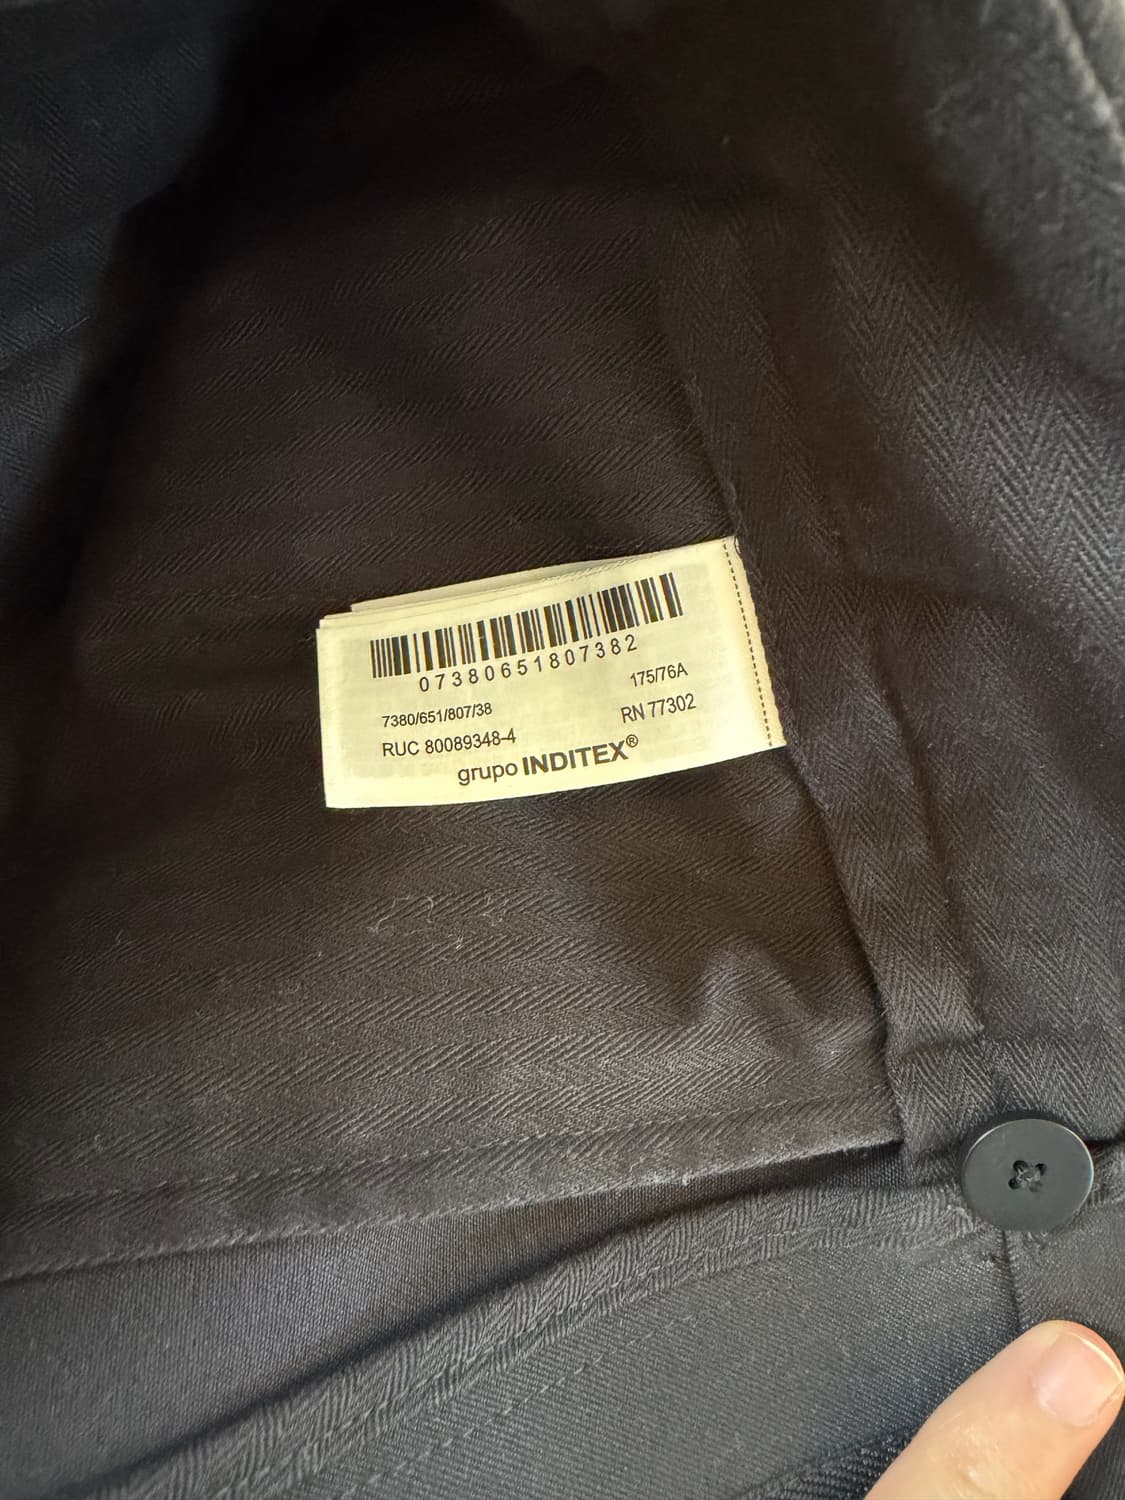 07380651807382
7380/651/807/38 175/76A
RUC 80089348-4 RN 77302
grupo INDITEX®